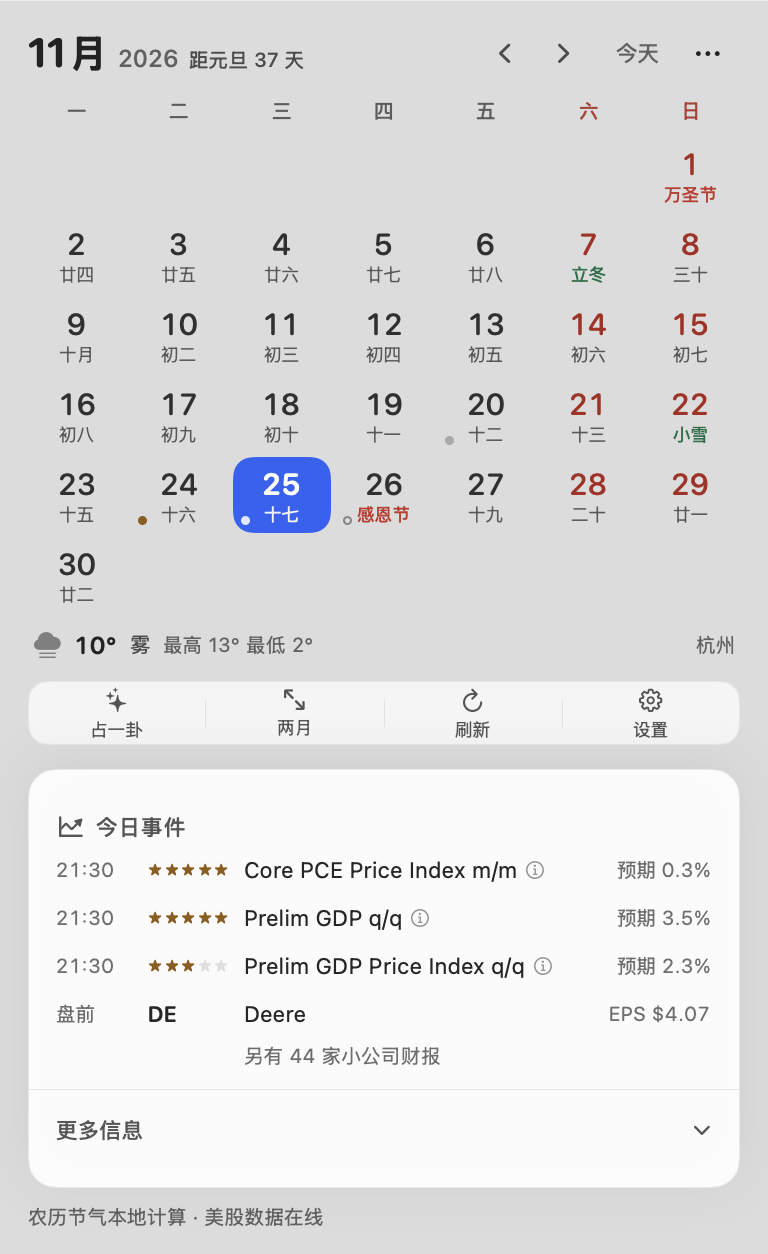 11月 2026 距元旦 37 天 今天
一 二 三 四 五 六 日
1
万圣节
2 3 4 5 6 7 8
廿四 廿五 廿六 廿七 廿八 立冬 三十
9 10 11 12 13 14 15
十月 初二 初三 初四 初五 初六 初七
16 17 18 19 20 21 22
初八 初九 初十 十一 十二 十三 小雪
23 24 25 26 27 28 29
十五 十六 十七 感恩节 十九 二十 廿一
30
廿二
10° 雾 最高 13° 最低 2° 杭州
占一卦 两月 刷新 设置
今日事件
21:30 ★★★★★ Core PCE Price Index m/m 预期 0.3%
21:30 ★★★★★ Prelim GDP q/q 预期 3.5%
21:30 ★★★★★ Prelim GDP Price Index q/q 预期 2.3%
盘前 DE Deere EPS $4.07
另有 44 家小公司财报
更多信息
农历节气本地计算 · 美股数据在线